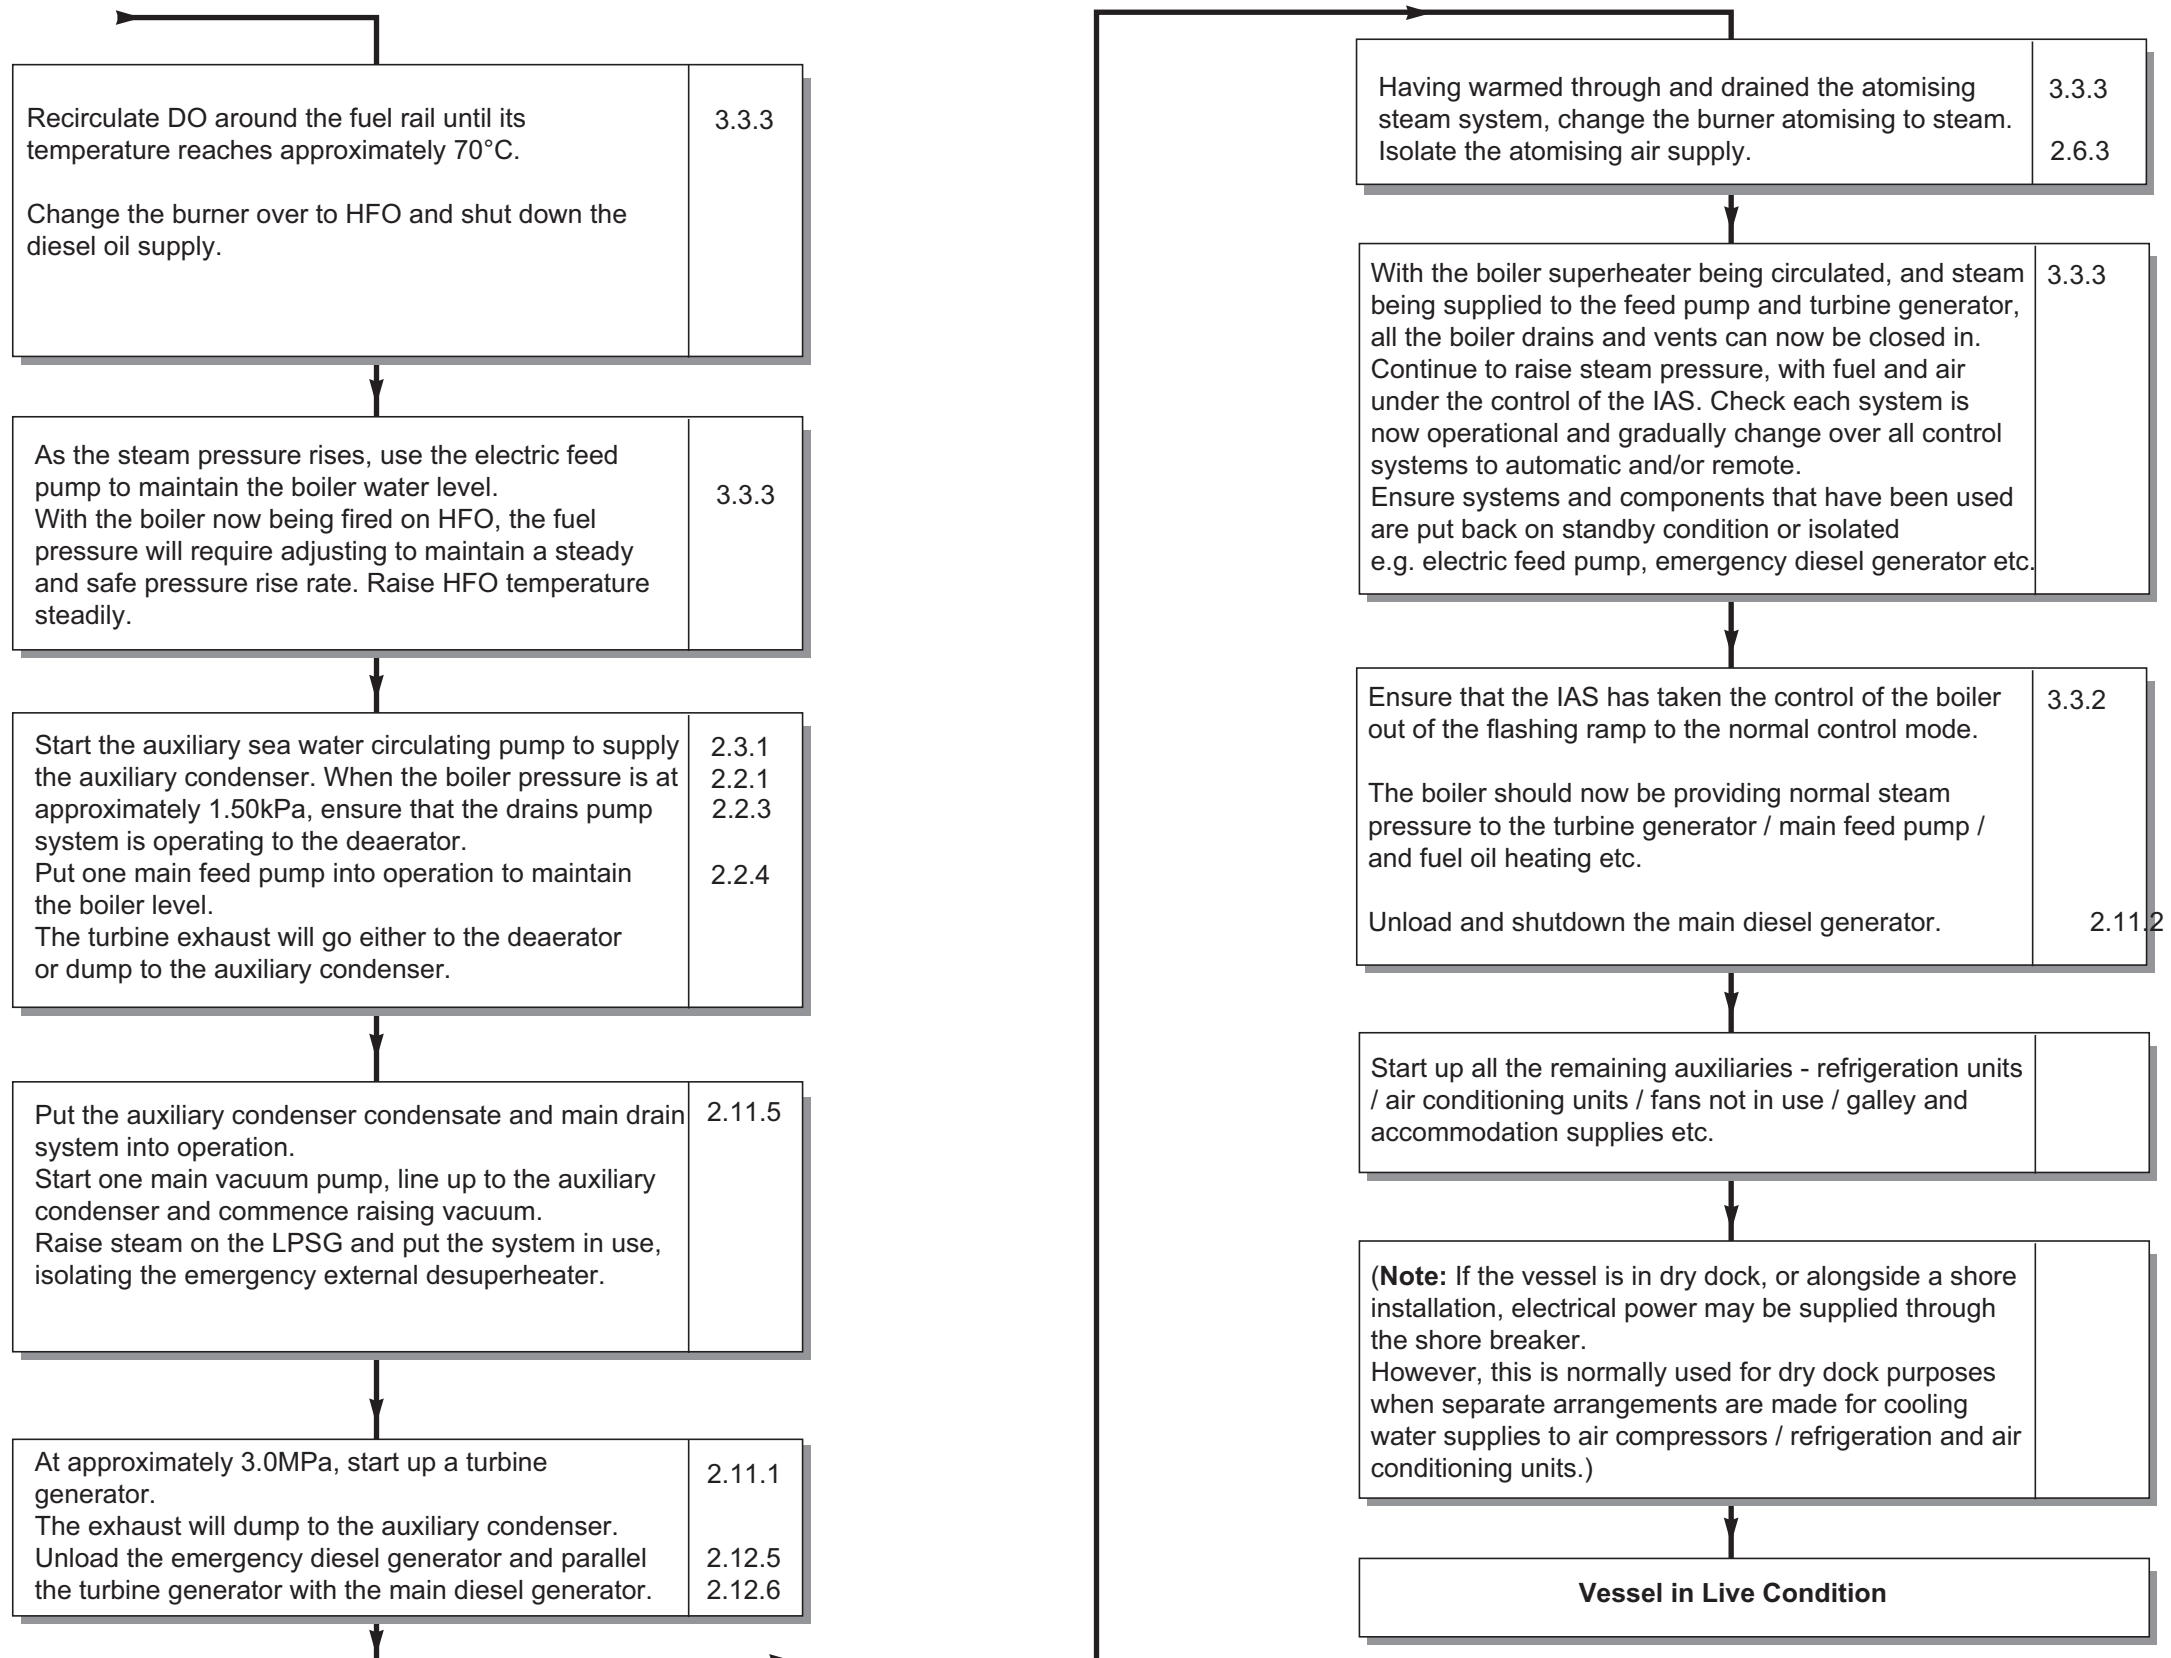 Recirculate DO around the fuel rail until its
temperature reaches approximately 70°C.
3.3.3
Change the burner over to HFO and shut down the
diesel oil supply.
As the steam pressure rises, use the electric feed
pump to maintain the boiler water level.
3.3.3
With the boiler now being fired on HFO, the fuel
pressure will require adjusting to maintain a steady
and safe pressure rise rate. Raise HFO temperature
steadily.
Start the auxiliary sea water circulating pump to supply
2.3.1
the auxiliary condenser. When the boiler pressure is at
2.2.1
approximately 1.50kPa, ensure that the drains pump
2.2.3
system is operating to the deaerator.
Put one main feed pump into operation to maintain
2.2.4
the boiler level.
The turbine exhaust will go either to the deaerator
or dump to the auxiliary condenser.
Put the auxiliary condenser condensate and main drain
2.11.5
system into operation.
Start one main vacuum pump, line up to the auxiliary
condenser and commence raising vacuum.
Raise steam on the LPSG and put the system in use,
isolating the emergency external desuperheater.
At approximately 3.0MPa, start up a turbine
2.11.1
generator.
The exhaust will dump to the auxiliary condenser.
Unload the emergency diesel generator and parallel
2.12.5
the turbine generator with the main diesel generator.
2.12.6
Having warmed through and drained the atomising
3.3.3
steam system, change the burner atomising to steam.
Isolate the atomising air supply.
2.6.3
With the boiler superheater being circulated, and steam
3.3.3
being supplied to the feed pump and turbine generator,
all the boiler drains and vents can now be closed in.
Continue to raise steam pressure, with fuel and air
under the control of the IAS. Check each system is
now operational and gradually change over all control
systems to automatic and/or remote.
Ensure systems and components that have been used
are put back on standby condition or isolated
e.g. electric feed pump, emergency diesel generator etc.
Ensure that the IAS has taken the control of the boiler
3.3.2
out of the flashing ramp to the normal control mode.
The boiler should now be providing normal steam
pressure to the turbine generator / main feed pump /
and fuel oil heating etc.
Unload and shutdown the main diesel generator.
2.11.2
Start up all the remaining auxiliaries - refrigeration units
/ air conditioning units / fans not in use / galley and
accommodation supplies etc.
(Note: If the vessel is in dry dock, or alongside a shore
installation, electrical power may be supplied through
the shore breaker.
However, this is normally used for dry dock purposes
when separate arrangements are made for cooling
water supplies to air compressors / refrigeration and air
conditioning units.)
Vessel in Live Condition